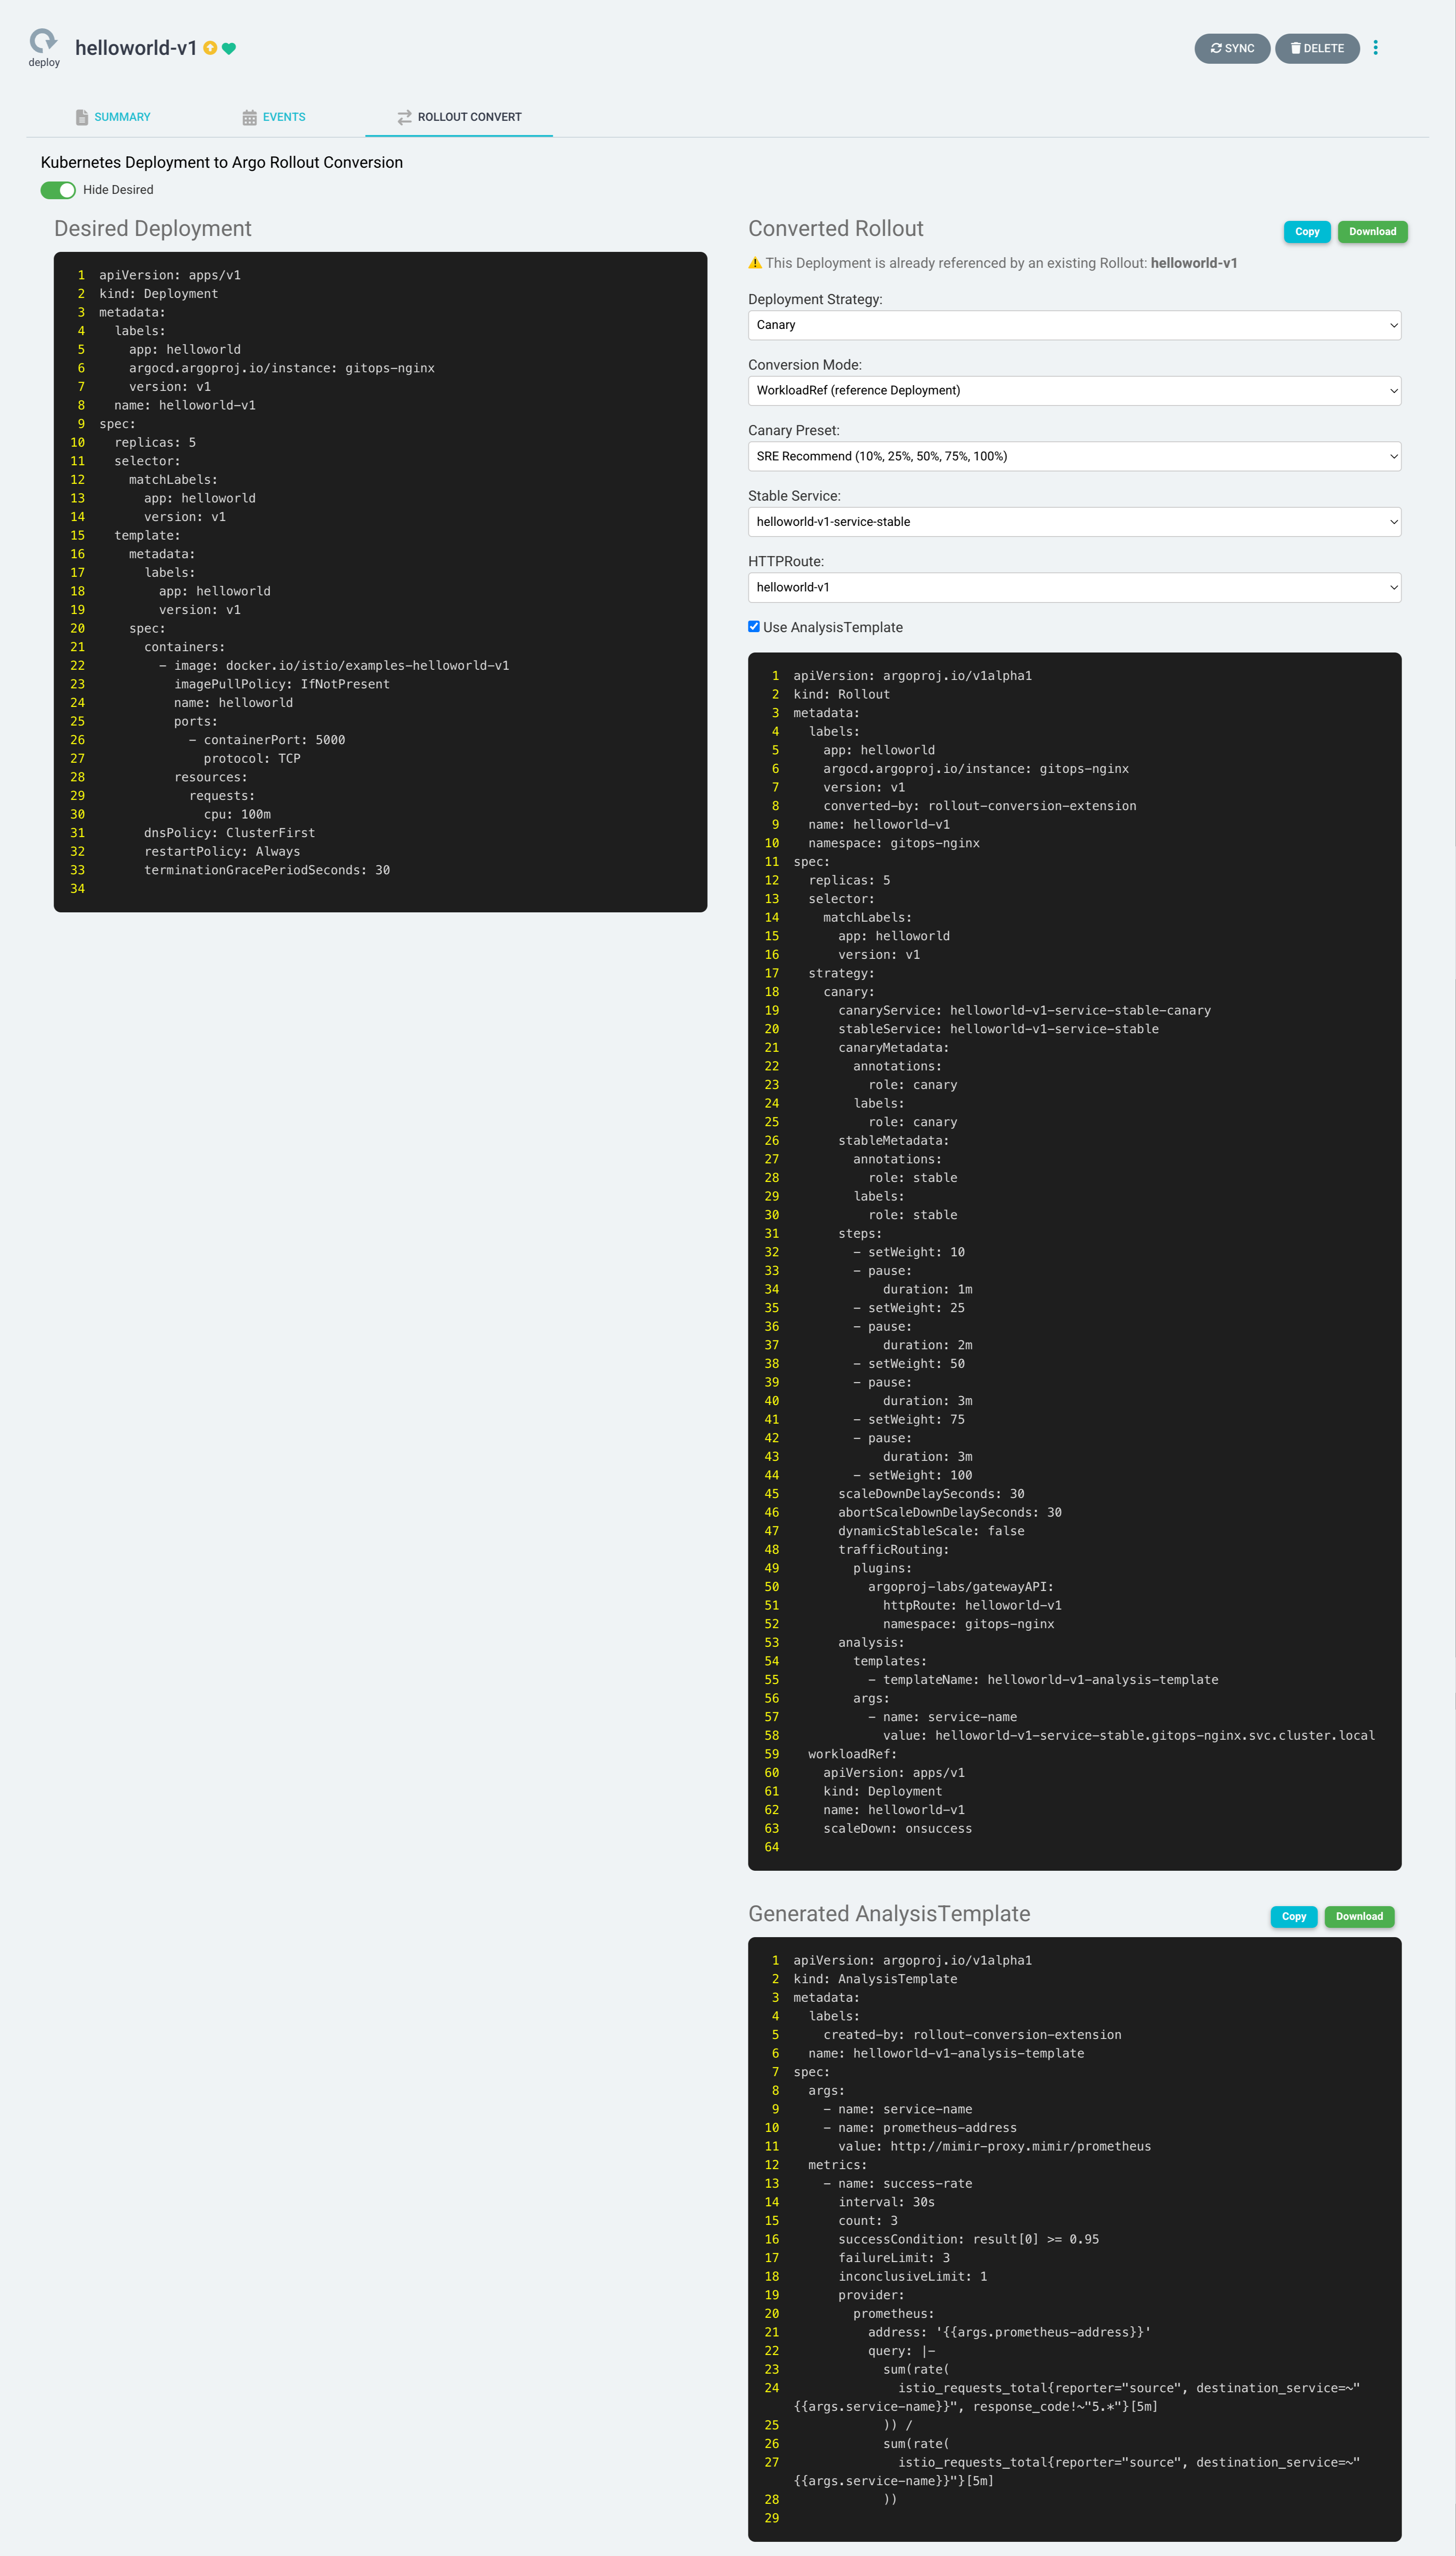 helloworld-v1
deploy
SYNC
DELETE
SUMMARY
EVENTS
ROLLOUT CONVERT
Kubernetes Deployment to Argo Rollout Conversion
Hide Desired
Desired Deployment
1 apiVersion: apps/v1
2 kind: Deployment
3 metadata:
4   labels:
5     app: helloworld
6     argocd.argoproj.io/instance: gitops-nginx
7     version: v1
8   name: helloworld-v1
9 spec:
10   replicas: 5
11   selector:
12     matchLabels:
13       app: helloworld
14       version: v1
15   template:
16     metadata:
17       labels:
18         app: helloworld
19         version: v1
20     spec:
21       containers:
22         - image: docker.io/istio/examples-helloworld-v1
23           imagePullPolicy: IfNotPresent
24           name: helloworld
25           ports:
26             - containerPort: 5000
27               protocol: TCP
28           resources:
29             requests:
30               cpu: 100m
31       dnsPolicy: ClusterFirst
32       restartPolicy: Always
33       terminationGracePeriodSeconds: 30
34
Converted Rollout
Copy
Download
This Deployment is already referenced by an existing Rollout: helloworld-v1
Deployment Strategy:
Canary
Conversion Mode:
WorkloadRef (reference Deployment)
Canary Preset:
SRE Recommend (10%, 25%, 50%, 75%, 100%)
Stable Service:
helloworld-v1-service-stable
HTTPRoute:
helloworld-v1
Use AnalysisTemplate
1 apiVersion: argoproj.io/v1alpha1
2 kind: Rollout
3 metadata:
4   labels:
5     app: helloworld
6     argocd.argoproj.io/instance: gitops-nginx
7     version: v1
8     converted-by: rollout-conversion-extension
9   name: helloworld-v1
10   namespace: gitops-nginx
11 spec:
12   replicas: 5
13   selector:
14     matchLabels:
15       app: helloworld
16       version: v1
17   strategy:
18     canary:
19       canaryService: helloworld-v1-service-stable-canary
20       stableService: helloworld-v1-service-stable
21       canaryMetadata:
22         annotations:
23           role: canary
24         labels:
25           role: canary
26       stableMetadata:
27         annotations:
28           role: stable
29         labels:
30           role: stable
31       steps:
32         - setWeight: 10
33         - pause:
34             duration: 1m
35         - setWeight: 25
36         - pause:
37             duration: 2m
38         - setWeight: 50
39         - pause:
40             duration: 3m
41         - setWeight: 75
42         - pause:
43             duration: 3m
44         - setWeight: 100
45       scaleDownDelaySeconds: 30
46       abortScaleDownDelaySeconds: 30
47       dynamicStableScale: false
48       trafficRouting:
49         plugins:
50           argoproj-labs/gatewayAPI:
51             httpRoute: helloworld-v1
52             namespace: gitops-nginx
53       analysis:
54         templates:
55           - templateName: helloworld-v1-analysis-template
56         args:
57           - name: service-name
58             value: helloworld-v1-service-stable.gitops-nginx.svc.cluster.local
59   workloadRef:
60     apiVersion: apps/v1
61     kind: Deployment
62     name: helloworld-v1
63     scaleDown: onsuccess
64
Generated AnalysisTemplate
Copy
Download
1 apiVersion: argoproj.io/v1alpha1
2 kind: AnalysisTemplate
3 metadata:
4   labels:
5     created-by: rollout-conversion-extension
6   name: helloworld-v1-analysis-template
7 spec:
8   args:
9     - name: service-name
10     - name: prometheus-address
11       value: http://mimir-proxy.mimir/prometheus
12   metrics:
13     - name: success-rate
14       interval: 30s
15       count: 3
16       successCondition: result[0] >= 0.95
17       failureLimit: 3
18       inconclusiveLimit: 1
19       provider:
20         prometheus:
21           address: '{{args.prometheus-address}}'
22           query: |-
23             sum(rate(
24               istio_requests_total{reporter="source", destination_service=~"
{{args.service-name}}", response_code!~"5.*"}[5m]
25             )) /
26             sum(rate(
27               istio_requests_total{reporter="source", destination_service=~"
{{args.service-name}}"}[5m]
28             ))
29